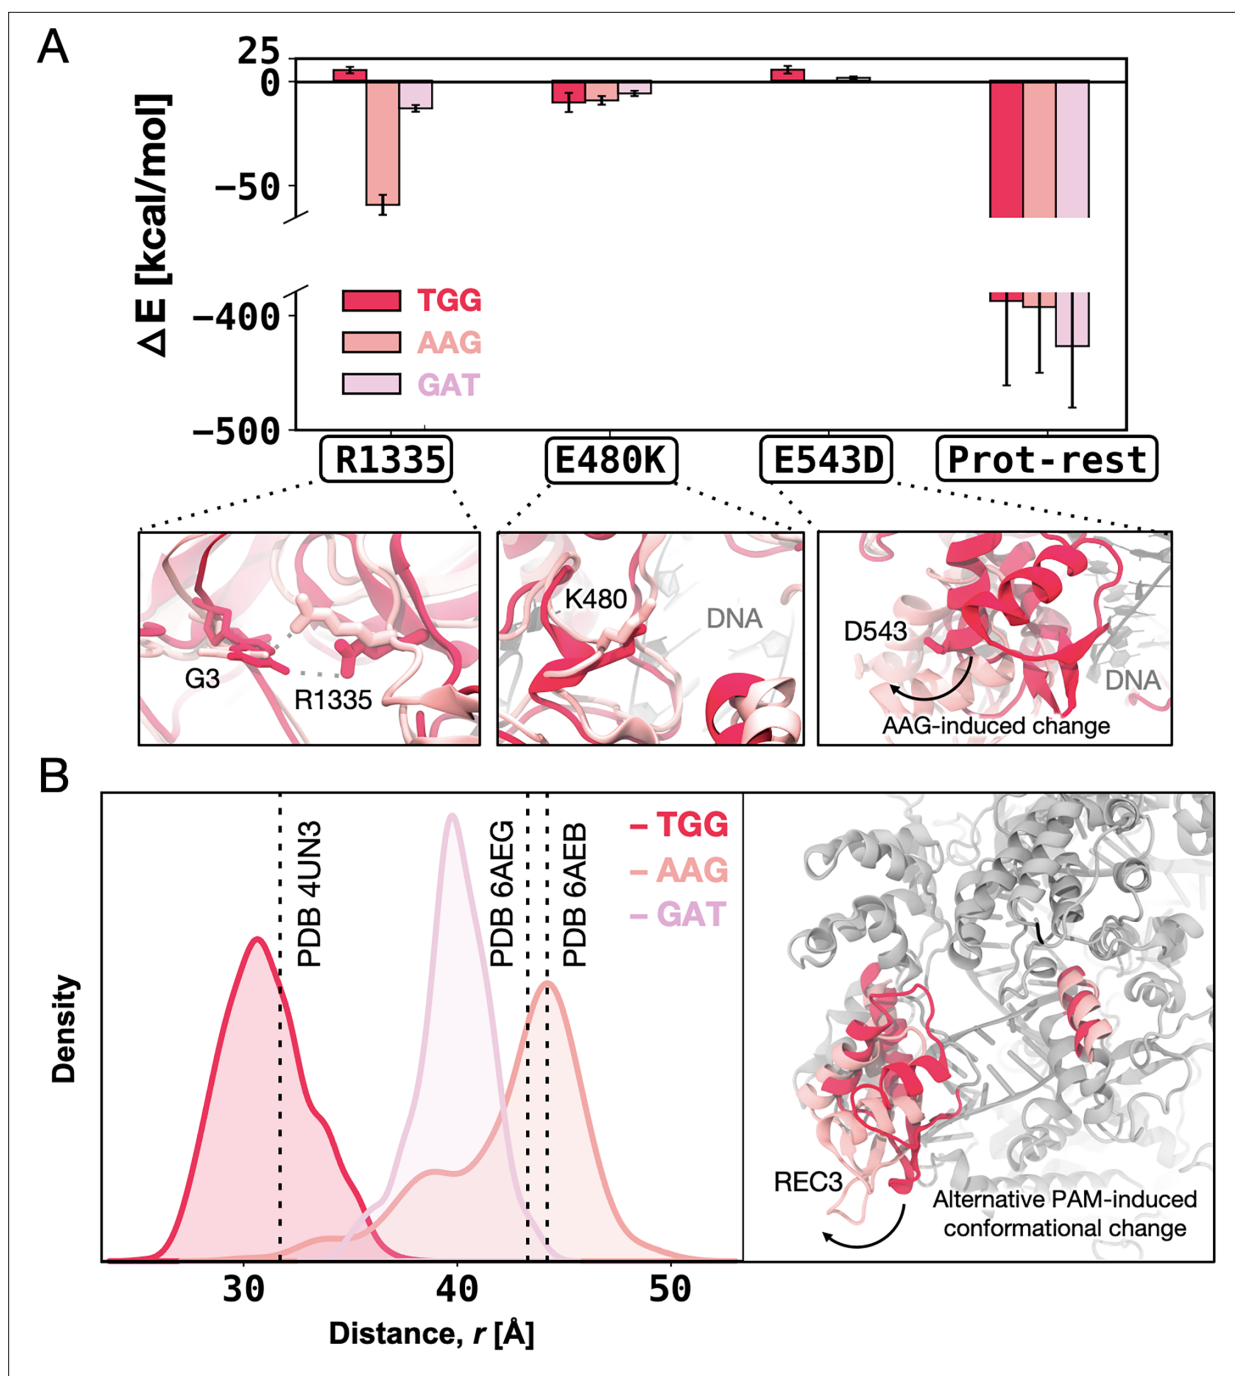 A
25
0
−50
−400
−500
ΔE [kcal/mol]
TGG
AAG
GAT
R1335
E480K
E543D
Prot-rest
G3
R1335
K480
DNA
D543
DNA
AAG-induced change
B
PDB 4UN3
PDB 6AEG
PDB 6AEB
– TGG
– AAG
– GAT
Density
30
40
50
Distance, r [Å]
REC3
Alternative PAM-induced
conformational change